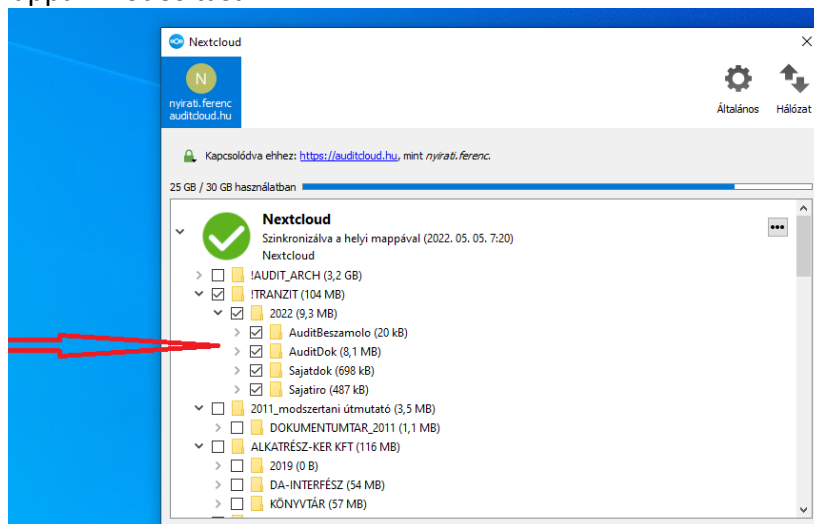 Nextcloud
N
nyirati.ferenc
auditcloud.hu
Általános
Hálózat
Kapcsolódva ehhez: https://auditcloud.hu, mint nyirati.ferenc.
25 GB / 30 GB használatban
Nextcloud
Szinkronizálva a helyi mappával (2022. 05. 05. 7:20)
Nextcloud
!AUDIT_ARCH (3,2 GB)
!TRANZIT (104 MB)
2022 (9,3 MB)
AuditBeszamolo (20 kB)
AuditDok (8,1 MB)
Sajatdok (698 kB)
Sajatiro (487 kB)
2011_modszertani útmutató (3,5 MB)
DOKUMENTUMTAR_2011 (1,1 MB)
ALKATRÉSZ-KER KFT (116 MB)
2019 (0 B)
DA-INTERFÉSZ (54 MB)
KÖNYVTÁR (57 MB)